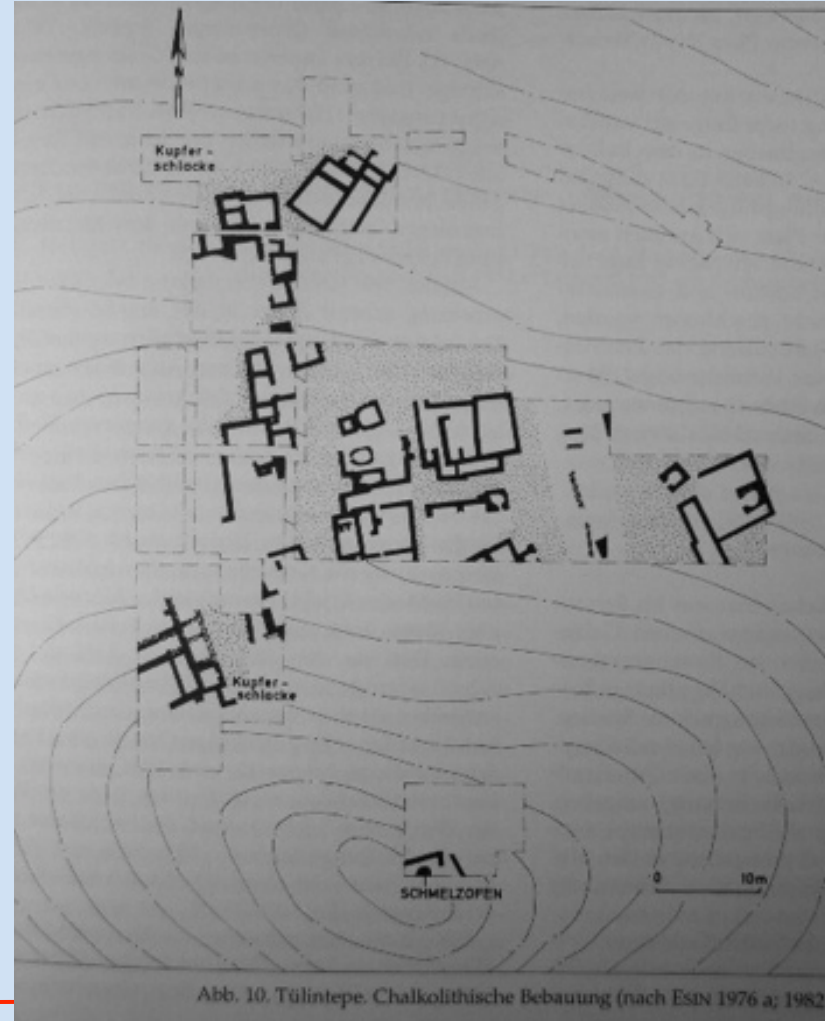 N
Kupfer -
schlacke
Kupfer -
schlacke
SCHMELZOFEN
0 10m
Abb. 10. Tülintepe. Chalkolithische Bebauung (nach ESIN 1976 a; 1982